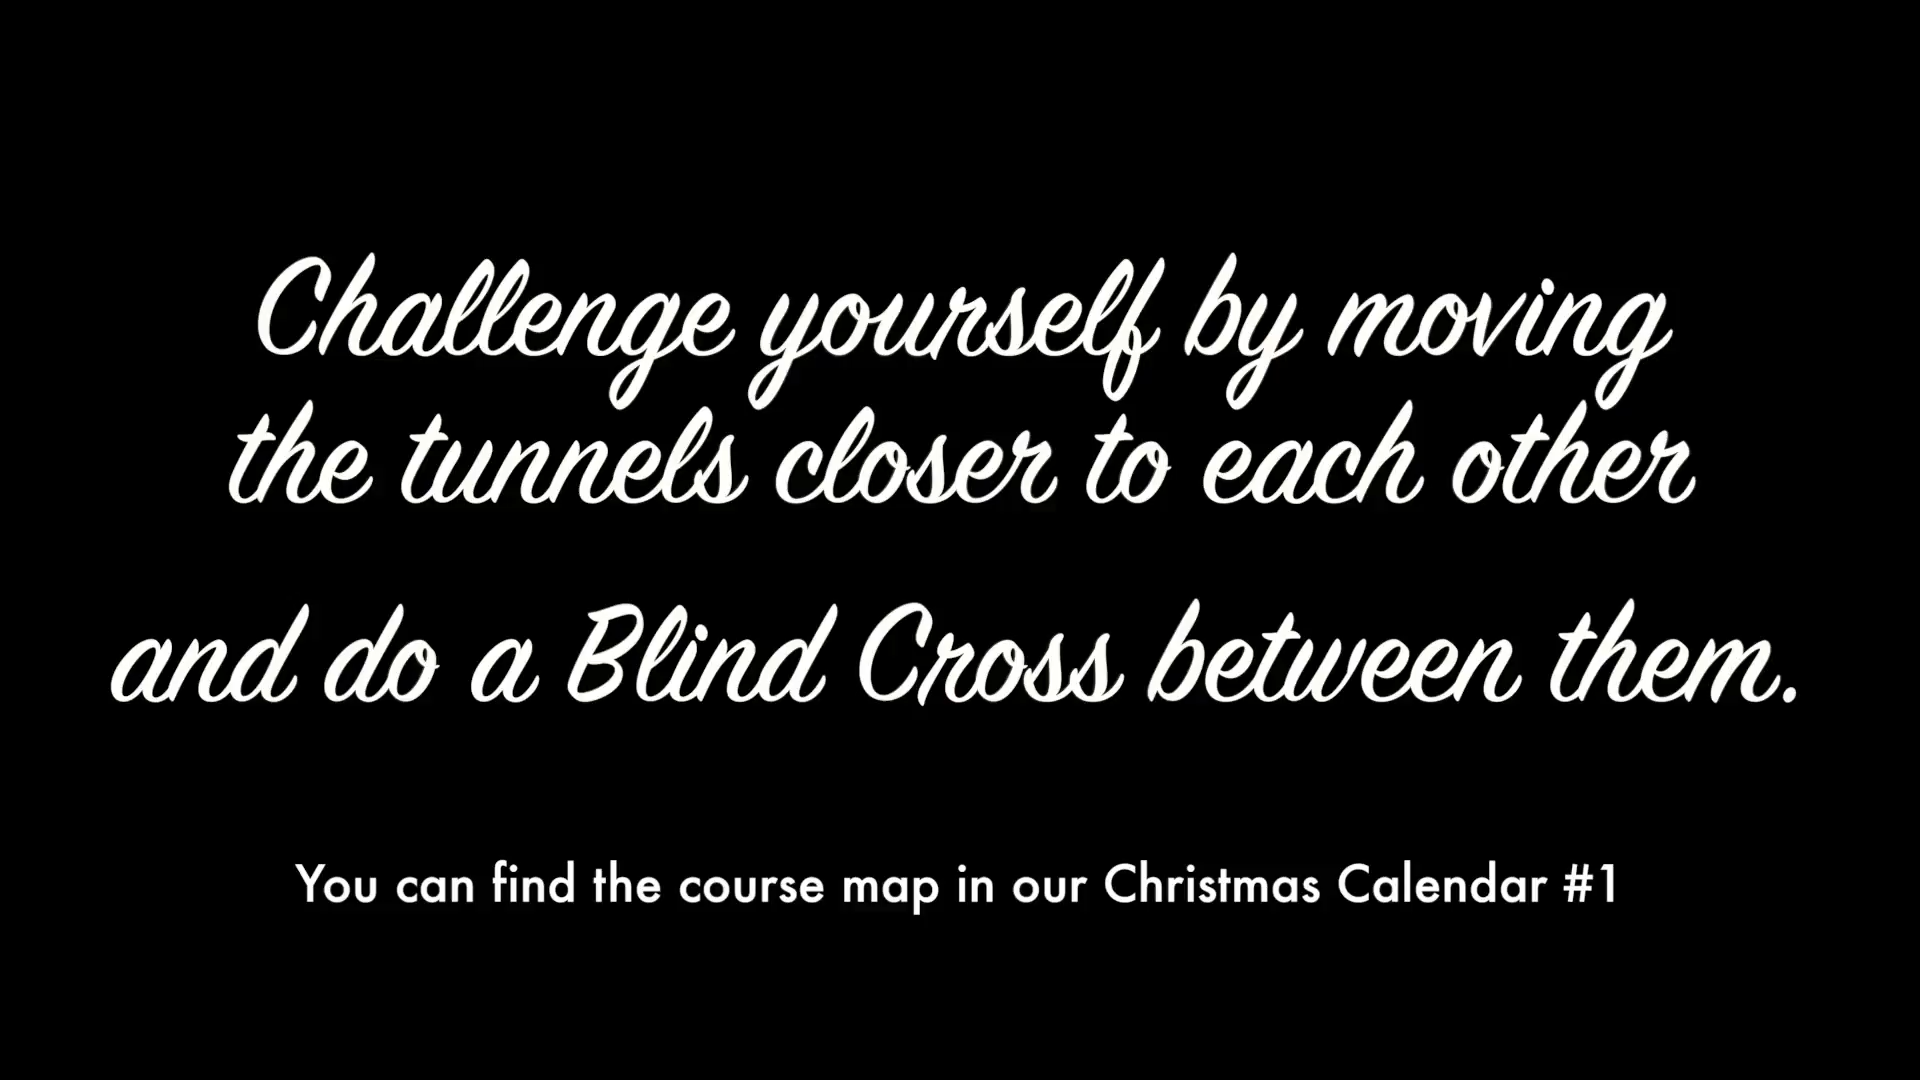 Challenge yourself by moving
the tunnels closer to each other
and do a Blind Cross between them.
You can find the course map in our Christmas Calendar #1